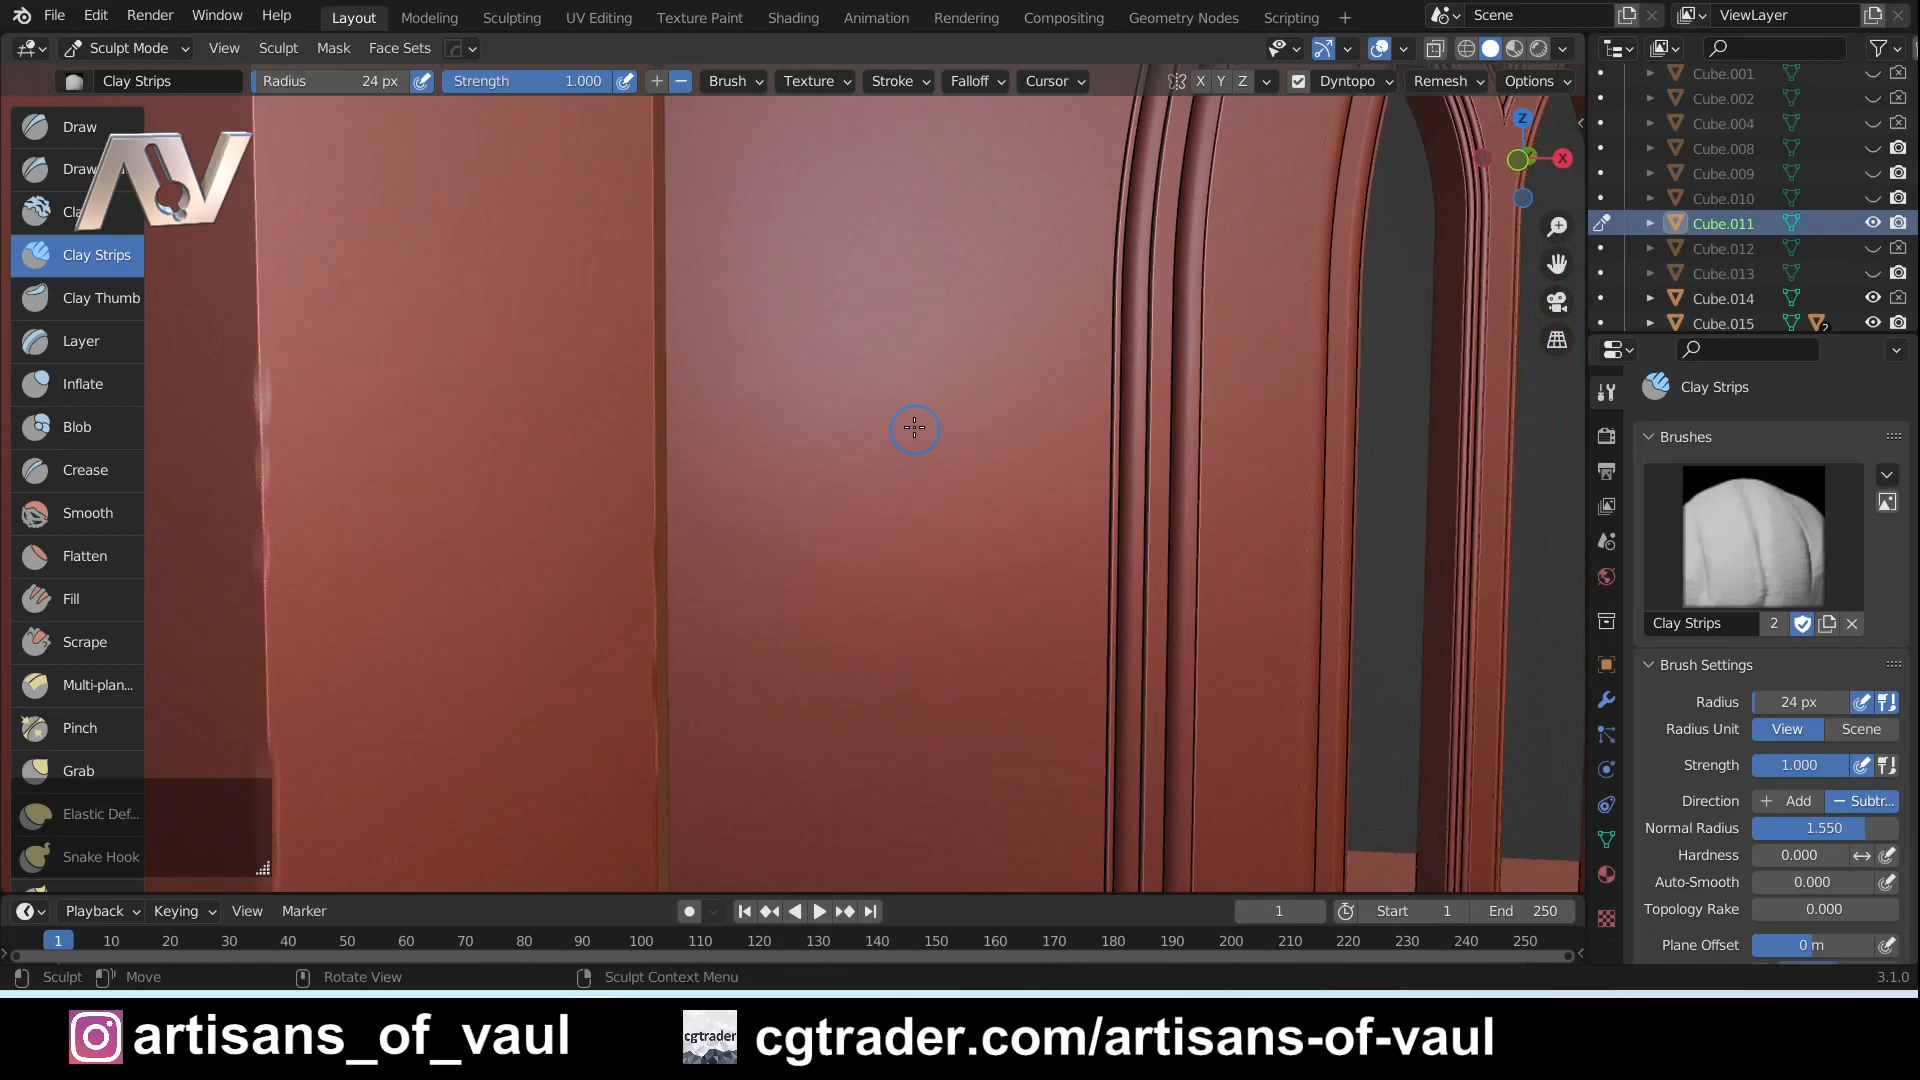 File Edit Render Window Help Layout Modeling Sculpting UV Editing Texture Paint Shading Animation Rendering Compositing Geometry Nodes Scripting + Scene ViewLayer
Sculpt Mode View Sculpt Mask Face Sets
Clay Strips Radius 24 px Strength 1.000 Brush Texture Stroke Falloff Cursor X Y Z Dyntopo Remesh Options
Draw
Clay Strips
Clay Thumb
Layer
Inflate
Blob
Crease
Smooth
Flatten
Fill
Scrape
Multi-plan...
Pinch
Grab
Elastic Def...
Snake Hook
AV
Z
X
Cube.001
Cube.002
Cube.004
Cube.008
Cube.009
Cube.010
Cube.011
Cube.012
Cube.013
Cube.014
Cube.015 2
Clay Strips
Brushes
Clay Strips 2
Brush Settings
Radius 24 px
Radius Unit View Scene
Strength 1.000
Direction + Add − Subtr...
Normal Radius 1.550
Hardness 0.000
Auto-Smooth 0.000
Topology Rake 0.000
Plane Offset 0 m
Playback Keying View Marker 1 Start 1 End 250
1 10 20 30 40 50 60 70 80 90 100 110 120 130 140 150 160 170 180 190 200 210 220 230 240 250
Sculpt Move Rotate View Sculpt Context Menu 3.1.0
artisans_of_vaul cgtrader cgtrader.com/artisans-of-vaul